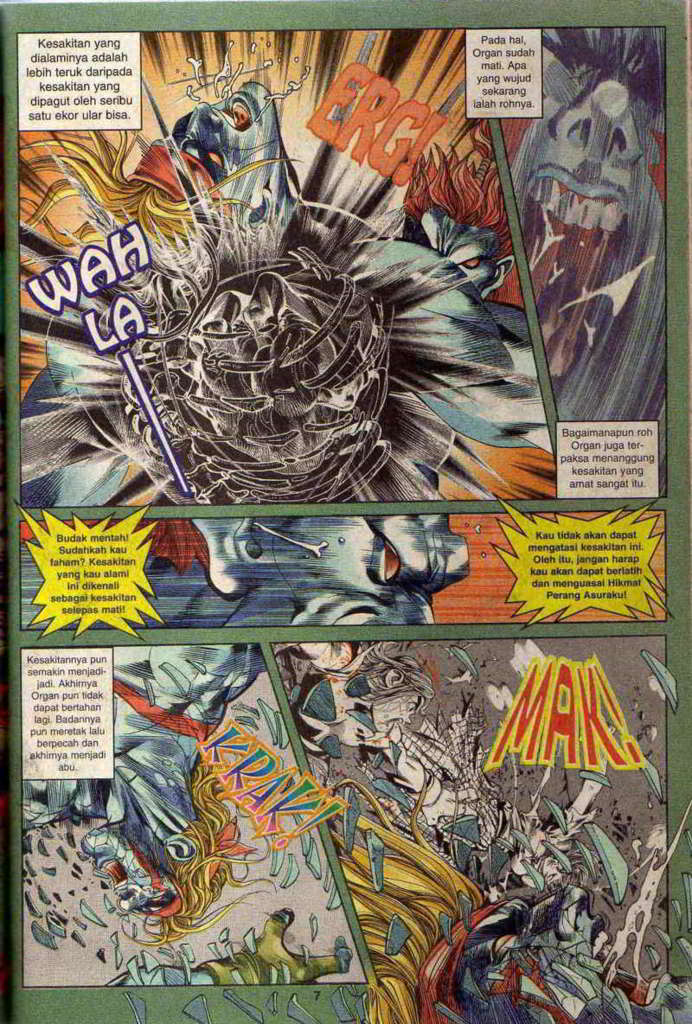 Kesakitan yang
dialaminya adalah
lebih teruk daripada
kesakitan yang
dipagut oleh seribu
satu ekor ular bisa.
ERG!
Pada hal,
Organ sudah
mati. Apa
yang wujud
sekarang
ialah rohnya.
WAH
LA
Bagaimanapun roh
Organ juga ter-
paksa menanggung
kesakitan yang
amat sangat itu.
Budak mentah!
Sudahkah kau
faham? Kesakitan
yang kau alami
ini dikenali
sebagai kesakitan
selepas mati!
Kau tidak akan dapat
mengatasi kesakitan ini.
Oleh itu, jangan harap
kau akan dapat berlatih
dan menguasai Hikmat
Perang Asuraku!
Kesakitannya pun
semakin menjadi-
jadi. Akhirnya
Organ pun tidak
dapat bertahan
lagi. Badannya
pun meretak lalu
berpecah dan
akhirnya menjadi
abu.
KRAK!
MAK!
7